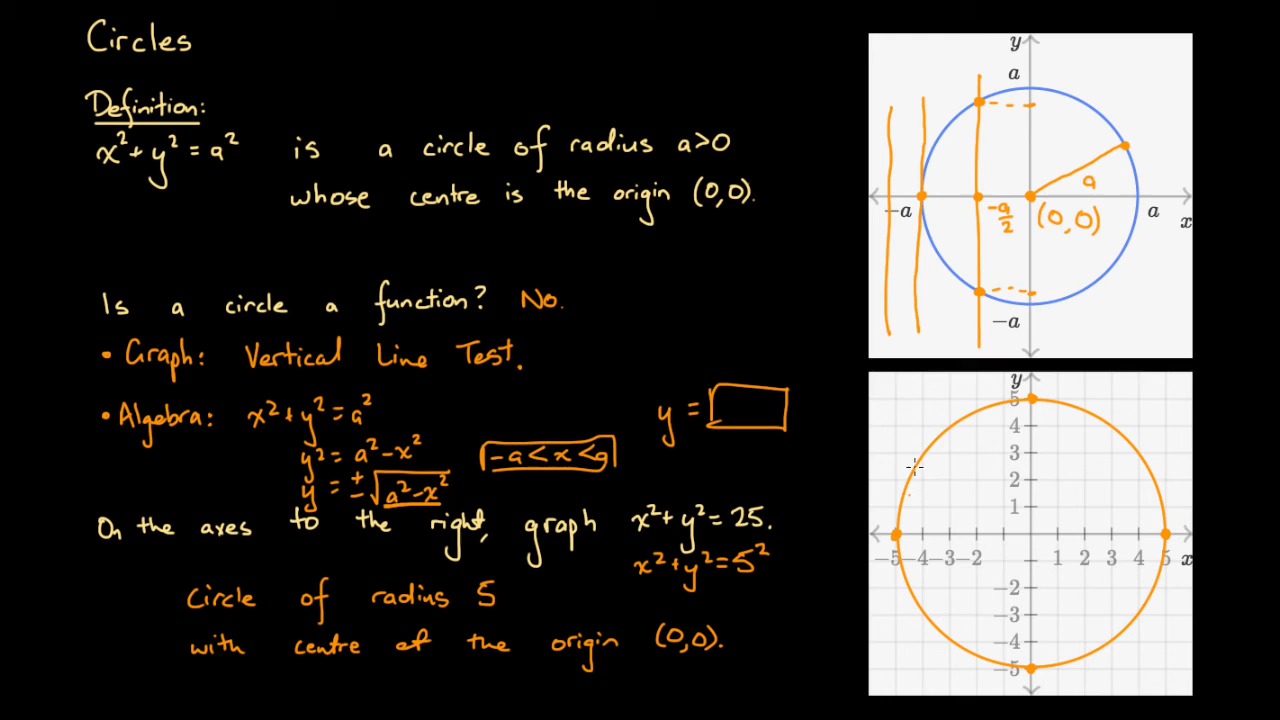 Circles
Definition:
x² + y² = a² is a circle of radius a>0
whose centre is the origin (0,0).
Is a circle a function? No.
• Graph: Vertical Line Test.
• Algebra: x² + y² = a²
y =
y² = a² - x²
-a < x < a
y = ± √a² - x²
On the axes to the right, graph x² + y² = 25.
x² + y² = 5²
Circle of radius 5
with centre at the origin (0,0).
y
a
a
-a
-a/2
(0,0)
a
x
-a
y
5
4
3
2
1
-5 -4 -3 -2 1 2 3 4 5 x
-2
-3
-4
-5